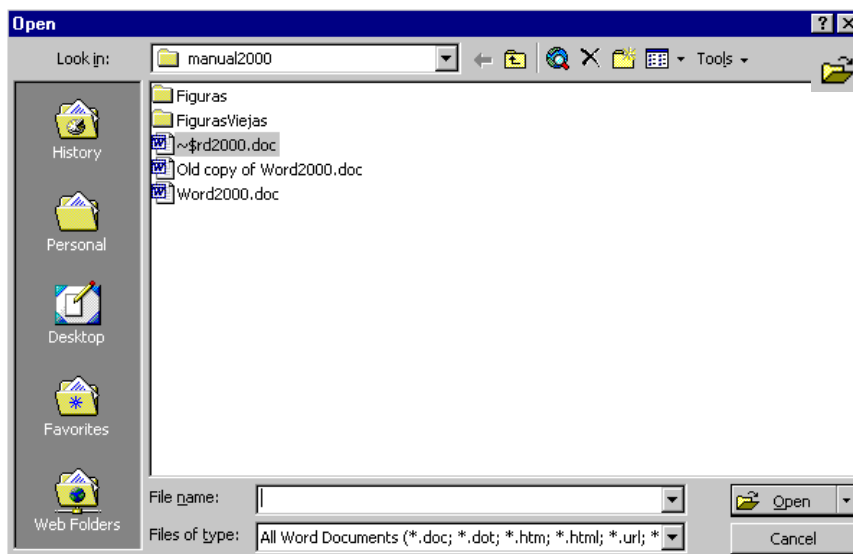 Open
Look in:
manual2000
Tools
History
Personal
Desktop
Favorites
Web Folders
Figuras
FigurasViejas
~$rd2000.doc
Old copy of Word2000.doc
Word2000.doc
File name:
Open
Files of type:
All Word Documents (*.doc; *.dot; *.htm; *.html; *.url; *
Cancel